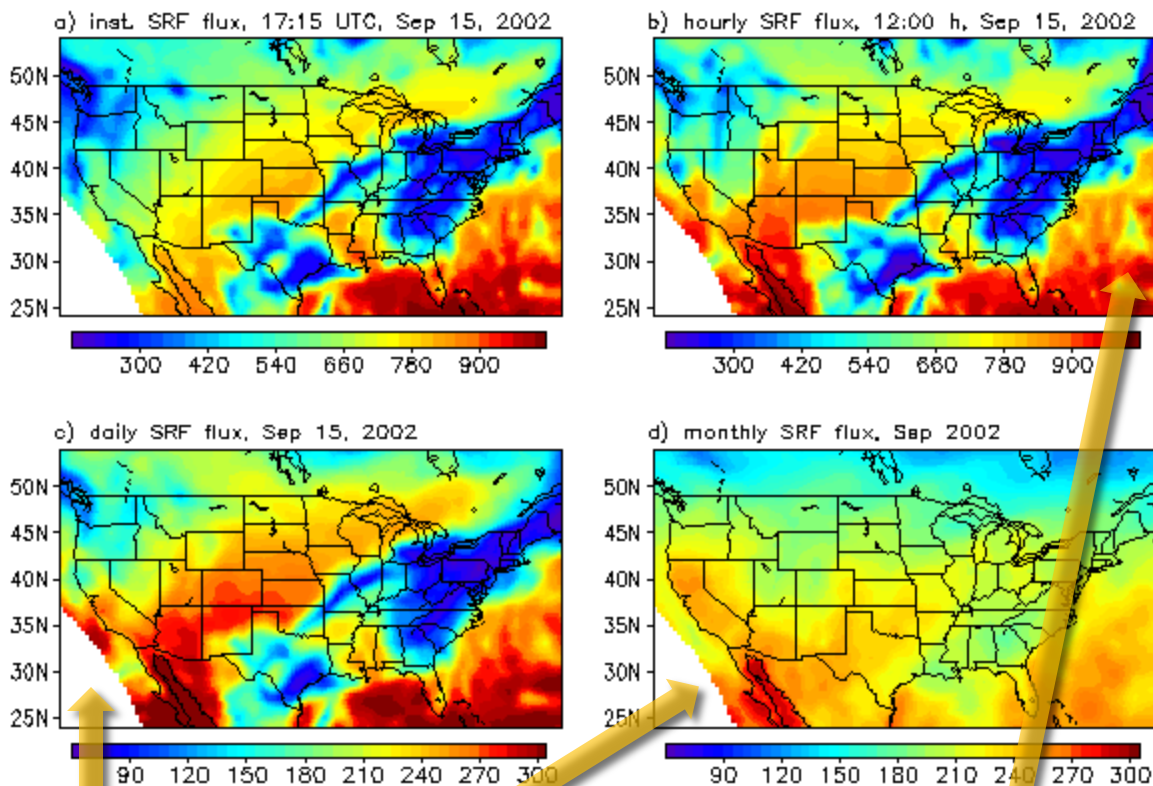 a) inst. SRF flux, 17:15 UTC, Sep 15, 2002
50N
45N
40N
35N
30N
25N
300 420 540 660 780 900
b) hourly SRF flux, 12:00 h, Sep 15, 2002
50N
45N
40N
35N
30N
25N
300 420 540 660 780 900
c) daily SRF flux, Sep 15, 2002
50N
45N
40N
35N
30N
25N
90 120 150 180 210 240 270 300
d) monthly SRF flux, Sep 2002
50N
45N
40N
35N
30N
25N
90 120 150 180 210 240 270 300